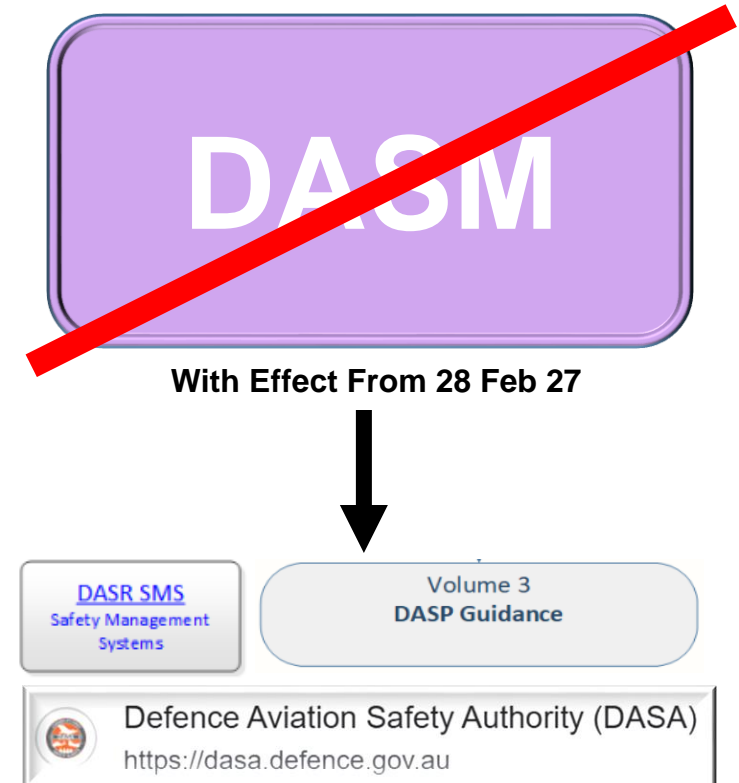 DASM
With Effect From 28 Feb 27
DASR SMS
Safety Management
Systems
Volume 3
DASP Guidance
Defence Aviation Safety Authority (DASA)
https://dasa.defence.gov.au